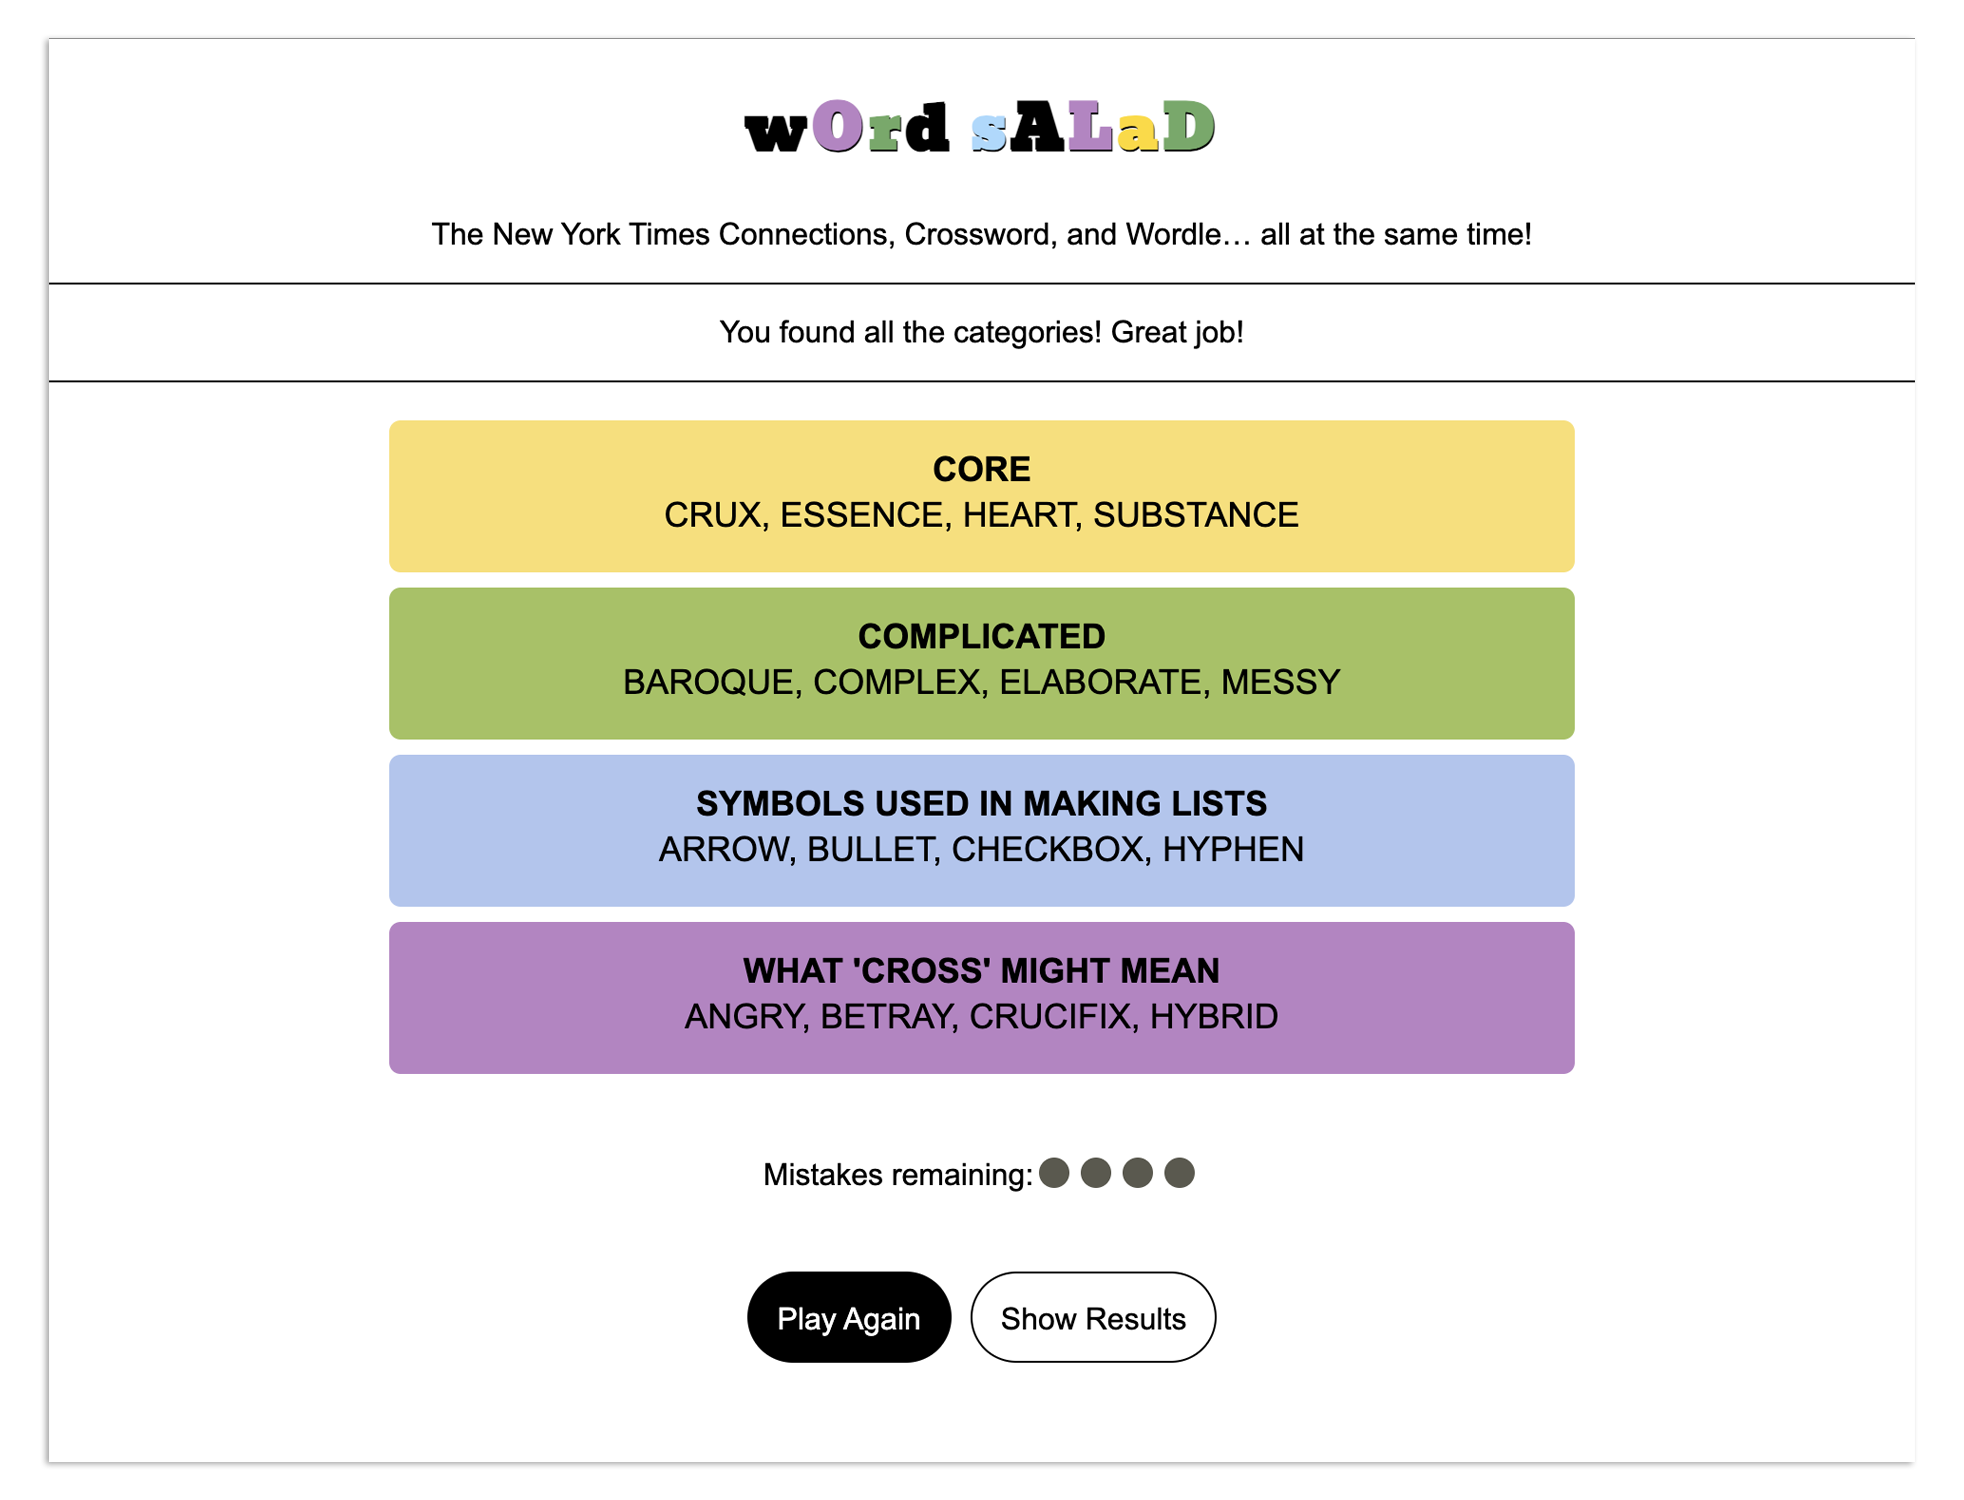 wOrd sALaD
The New York Times Connections, Crossword, and Wordle... all at the same time!
You found all the categories! Great job!
CORE
CRUX, ESSENCE, HEART, SUBSTANCE
COMPLICATED
BAROQUE, COMPLEX, ELABORATE, MESSY
SYMBOLS USED IN MAKING LISTS
ARROW, BULLET, CHECKBOX, HYPHEN
WHAT 'CROSS' MIGHT MEAN
ANGRY, BETRAY, CRUCIFIX, HYBRID
Mistakes remaining:
Play Again Show Results